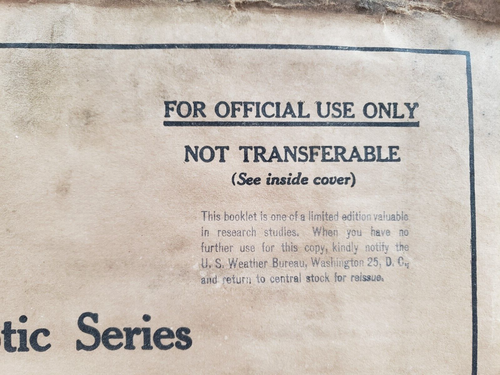 FOR OFFICIAL USE ONLY
NOT TRANSFERABLE
(See inside cover)
This booklet is one of a limited edition valuable
in research studies. When you have no
further use for this copy, kindly notify the
U. S. Weather Bureau, Washington 25, D. C.,
and return to central stock for reissue.
tic Series